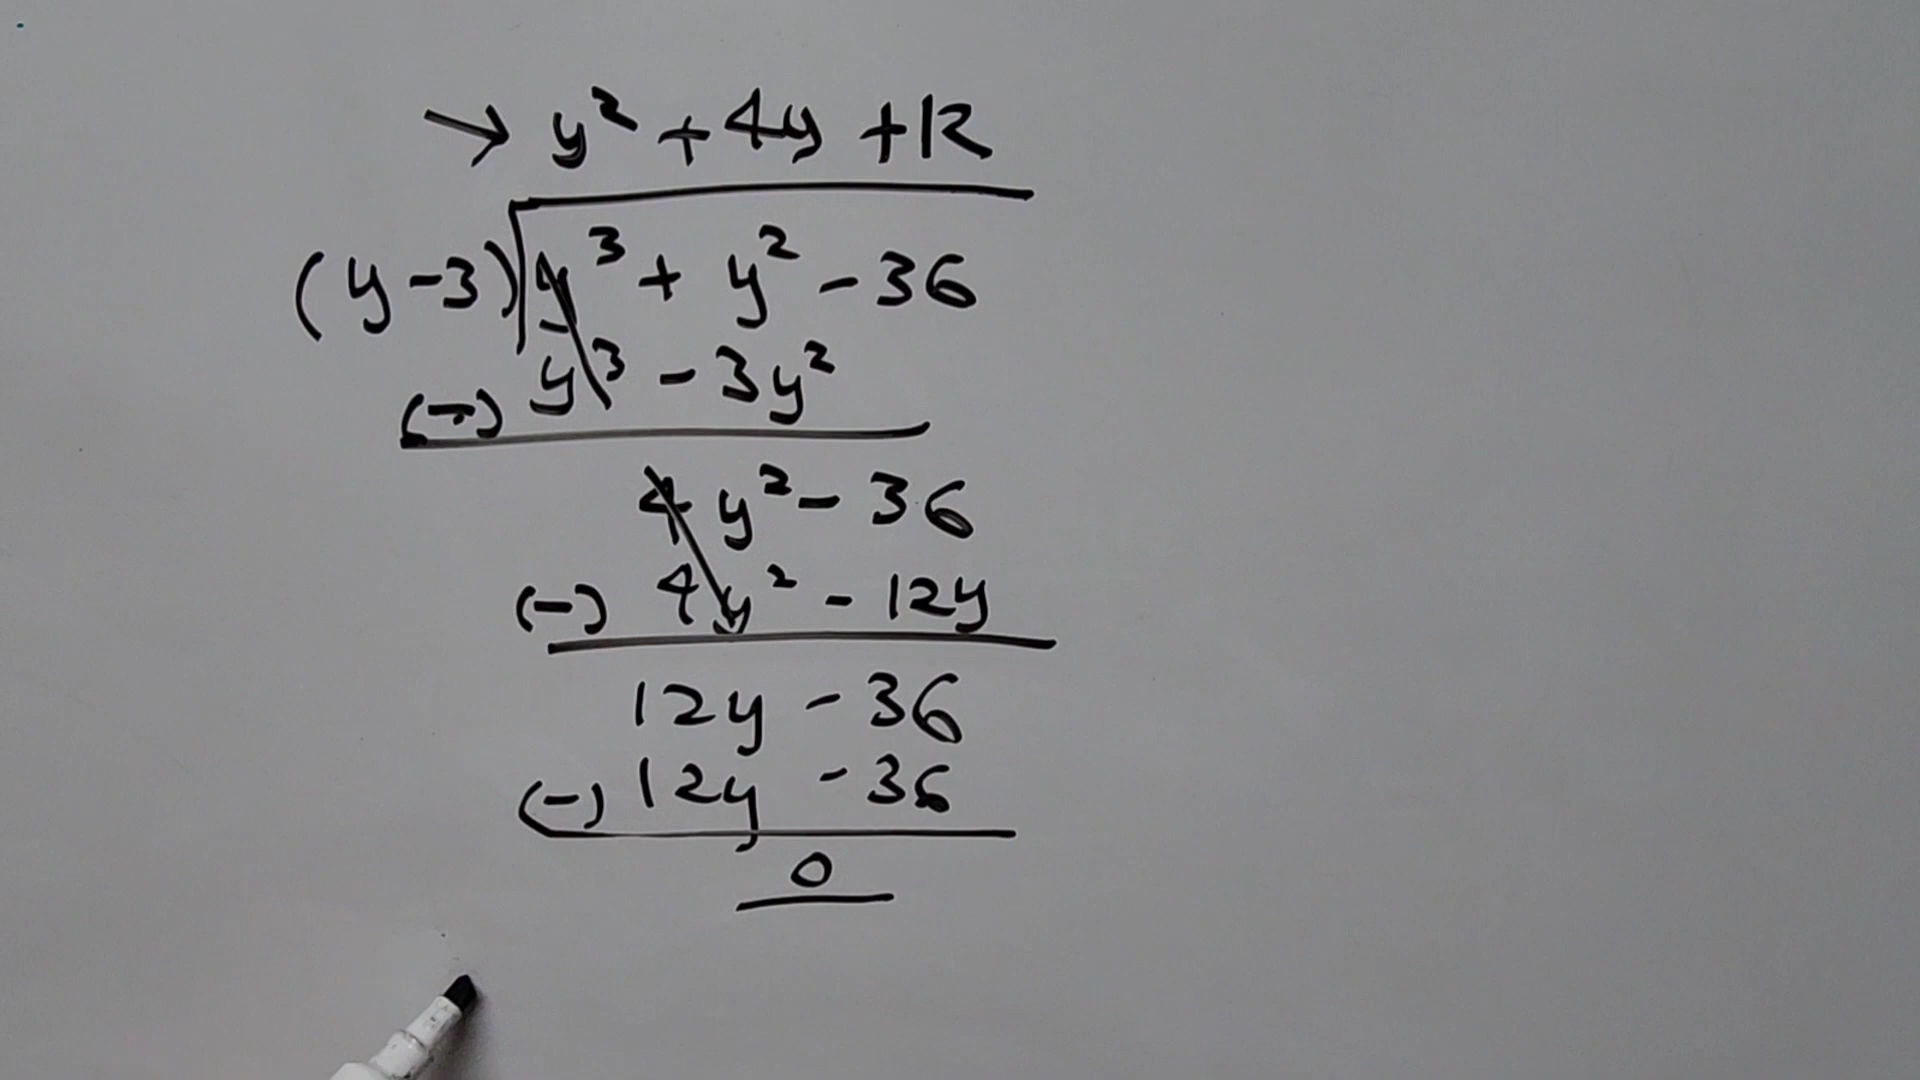 → y² + 4y + 12
(y - 3) y³ + y² - 36
(-) y³ - 3y²
4y² - 36
(-) 4y² - 12y
12y - 36
(-) 12y - 36
0